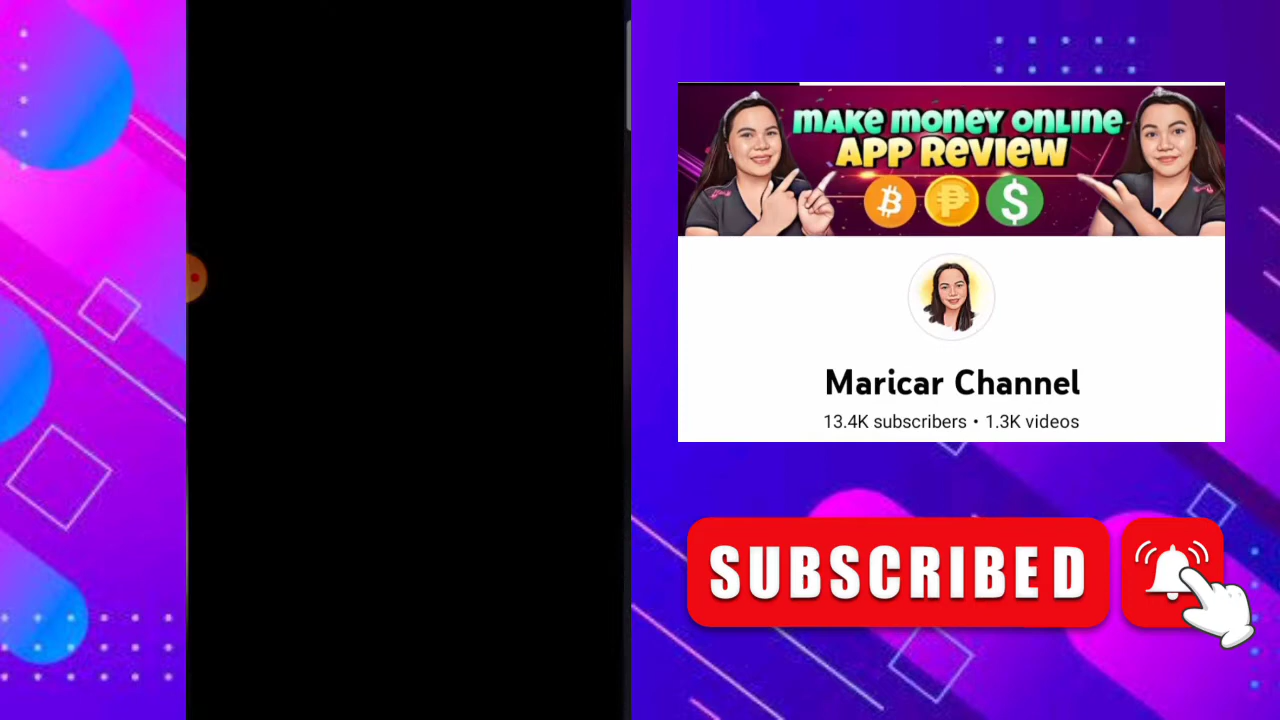 MAKE MONEY ONLINE
APP REVIEW
Maricar Channel
13.4K subscribers • 1.3K videos
SUBSCRIBED